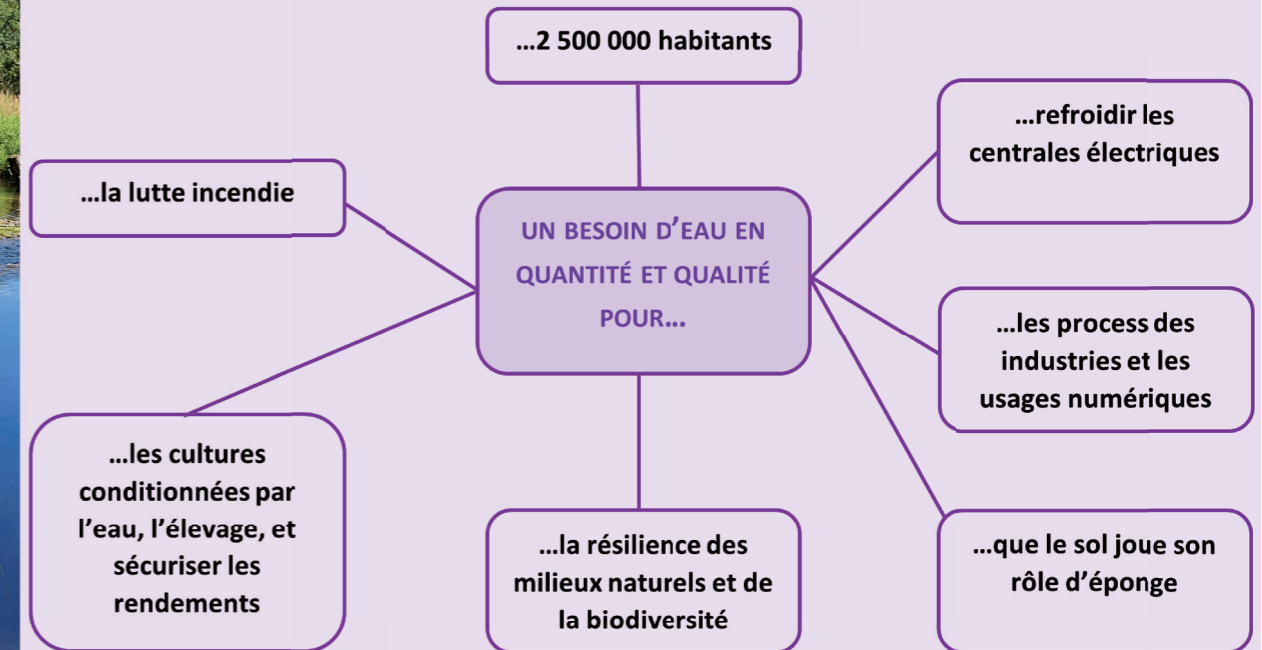 ...2 500 000 habitants
...refroidir les
centrales électriques
...la lutte incendie
UN BESOIN D'EAU EN
QUANTITÉ ET QUALITÉ
POUR...
...les process des
industries et les
usages numériques
...les cultures
conditionnées par
l'eau, l'élevage, et
sécuriser les
rendements
...la résilience des
milieux naturels et de
la biodiversité
...que le sol joue son
rôle d'éponge